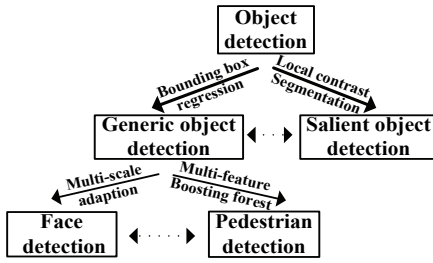 Object
detection
Bounding box
regression
Local contrast
Segmentation
Generic object
detection
Salient object
detection
Multi-scale
adaption
Multi-feature
Boosting forest
Face
detection
Pedestrian
detection